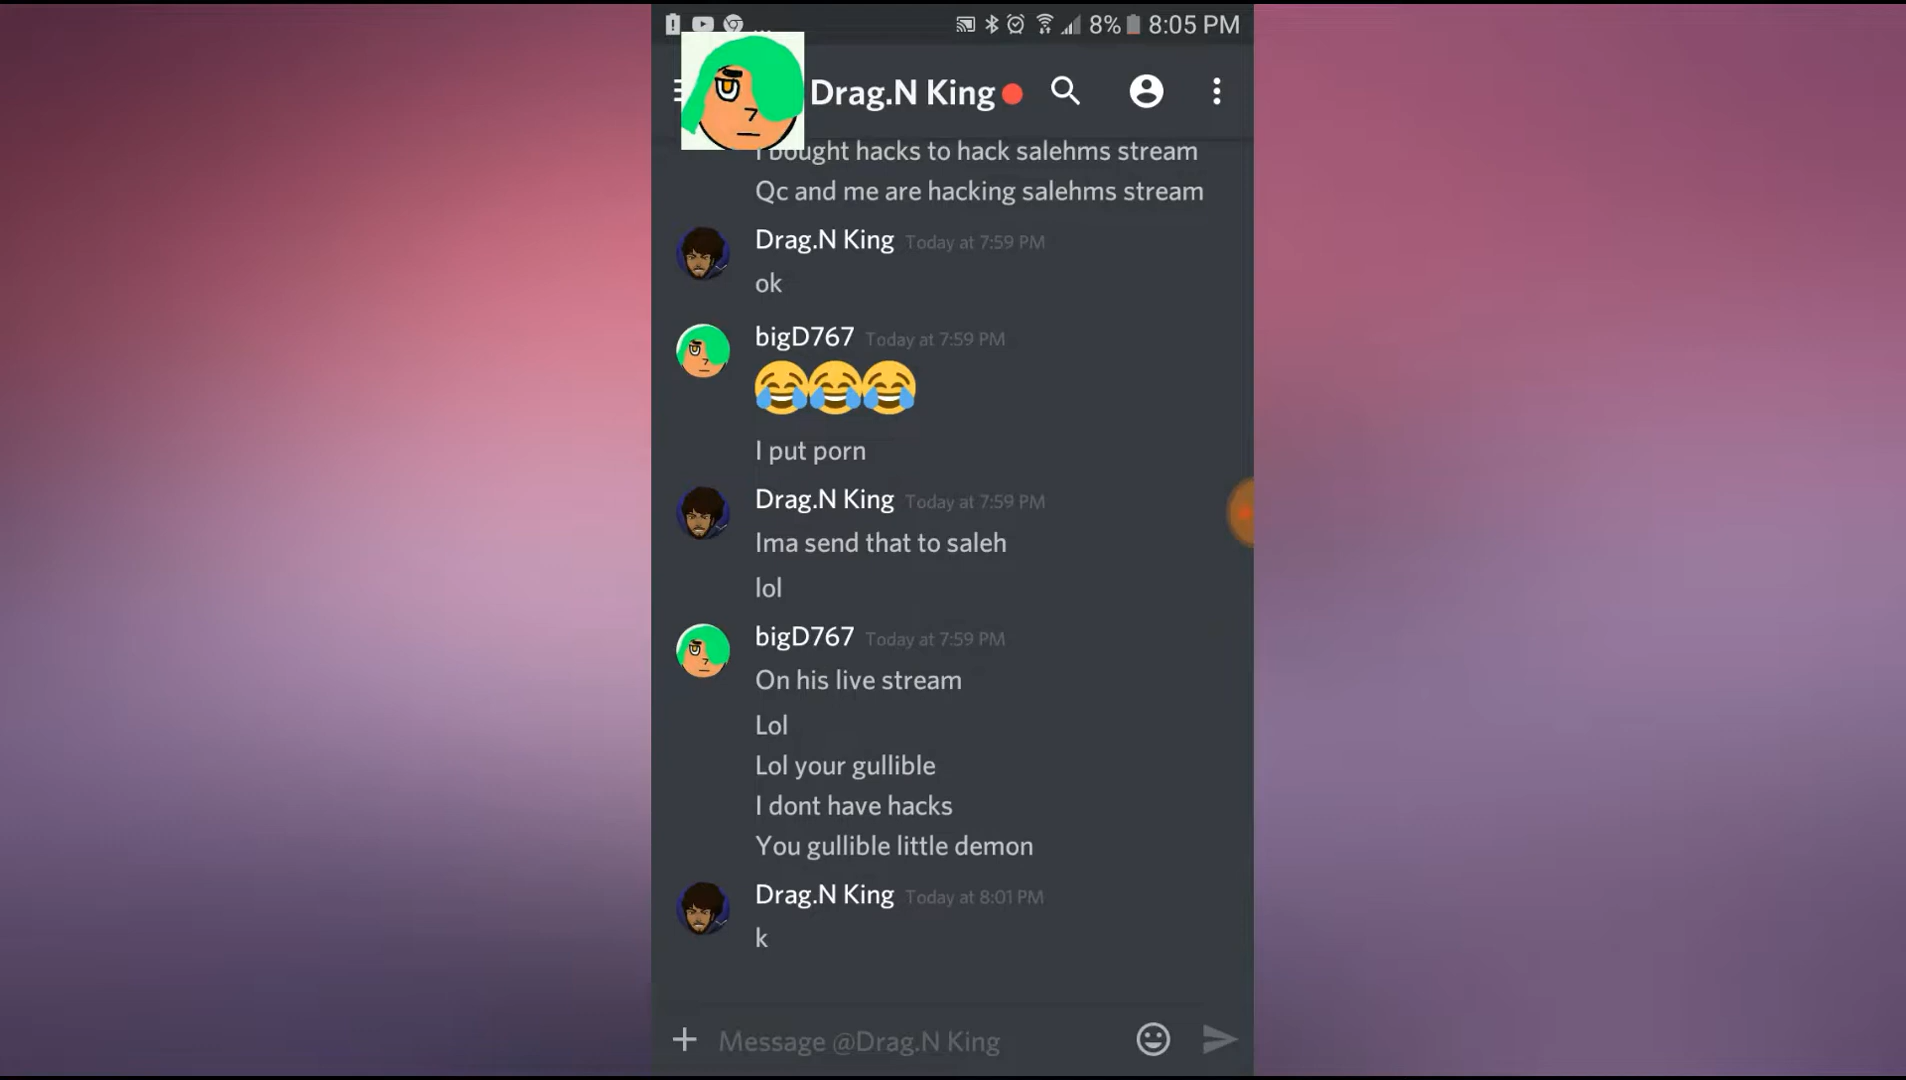 8% 8:05 PM
Drag.N King
I bought hacks to hack salehms stream
Qc and me are hacking salehms stream
Drag.N King Today at 7:59 PM
ok
bigD767 Today at 7:59 PM
I put porn
Drag.N King Today at 7:59 PM
Ima send that to saleh
lol
bigD767 Today at 7:59 PM
On his live stream
Lol
Lol your gullible
I dont have hacks
You gullible little demon
Drag.N King Today at 8:01 PM
k
Message @Drag.N King